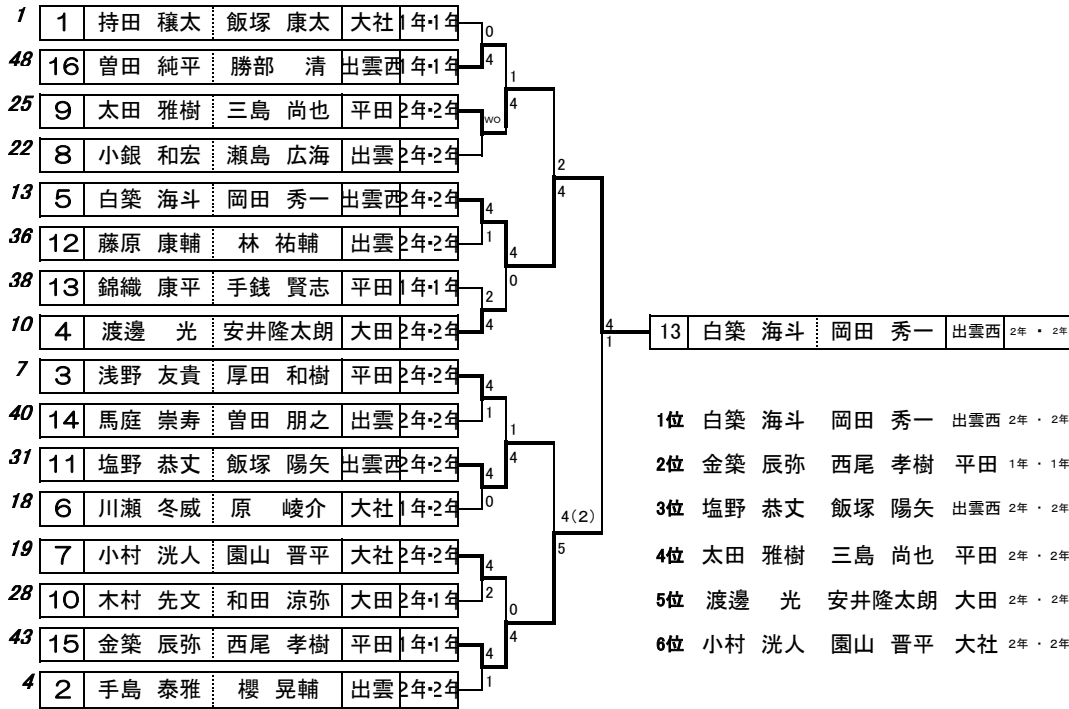 1 1 持田 穣太 飯塚 康太 大社 1年・1年
0
48 16 曽田 純平 勝部 清 出雲西 1年・1年
4
1
25 9 太田 雅樹 三島 尚也 平田 2年・2年
4
wo
22 8 小銀 和宏 瀬島 広海 出雲 2年・2年
2
13 5 白築 海斗 岡田 秀一 出雲西 2年・2年
4
4
36 12 藤原 康輔 林 祐輔 出雲 2年・2年
1
4
38 13 錦織 康平 手銭 賢志 平田 1年・1年
0
2
10 4 渡邊 光 安井隆太朗 大田 2年・2年
4
4
1
13 白築 海斗 岡田 秀一 出雲西 2年 ・ 2年
7 3 浅野 友貴 厚田 和樹 平田 2年・2年
4
40 14 馬庭 崇寿 曽田 朋之 出雲 2年・2年
1
1
31 11 塩野 恭丈 飯塚 陽矢 出雲西 2年・2年
4
4
18 6 川瀬 冬威 原 崚介 大社 1年・2年
0
4(2)
19 7 小村 洸人 園山 晋平 大社 2年・2年
5
4
28 10 木村 先文 和田 涼弥 大田 2年・1年
2
0
43 15 金築 辰弥 西尾 孝樹 平田 1年・1年
4
4
4 2 手島 泰雅 櫻 晃輔 出雲 2年・2年
1
1位 白築 海斗 岡田 秀一 出雲西 2年 ・ 2年
2位 金築 辰弥 西尾 孝樹 平田 1年 ・ 1年
3位 塩野 恭丈 飯塚 陽矢 出雲西 2年 ・ 2年
4位 太田 雅樹 三島 尚也 平田 2年 ・ 2年
5位 渡邊 光 安井隆太朗 大田 2年 ・ 2年
6位 小村 洸人 園山 晋平 大社 2年 ・ 2年